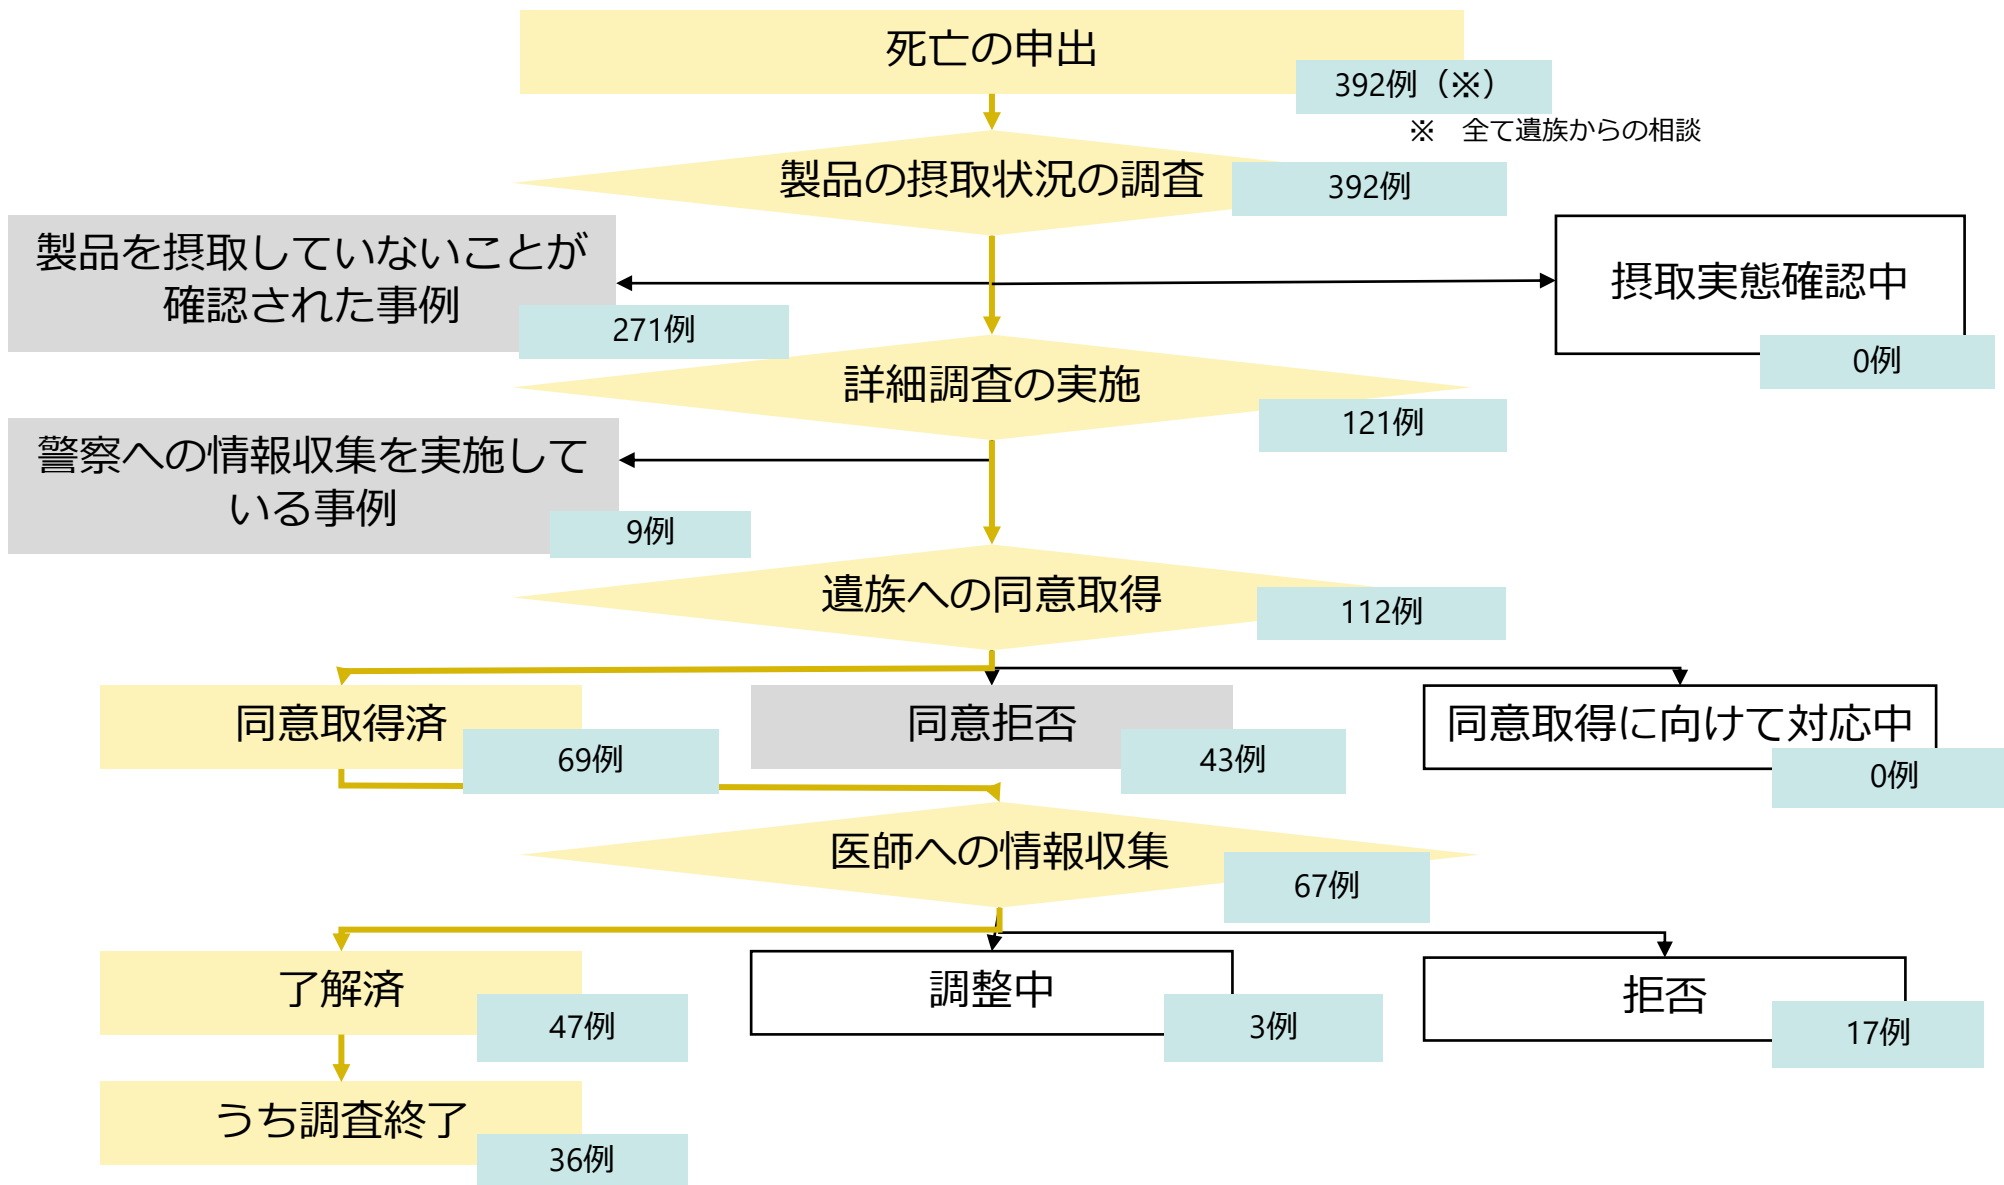 死亡の申出
392例（※）
※　全て遺族からの相談
製品の摂取状況の調査
392例
製品を摂取していないことが
確認された事例
271例
摂取実態確認中
0例
詳細調査の実施
121例
警察への情報収集を実施して
いる事例
9例
遺族への同意取得
112例
同意取得済
69例
同意拒否
43例
同意取得に向けて対応中
0例
医師への情報収集
67例
了解済
47例
調整中
3例
拒否
17例
うち調査終了
36例